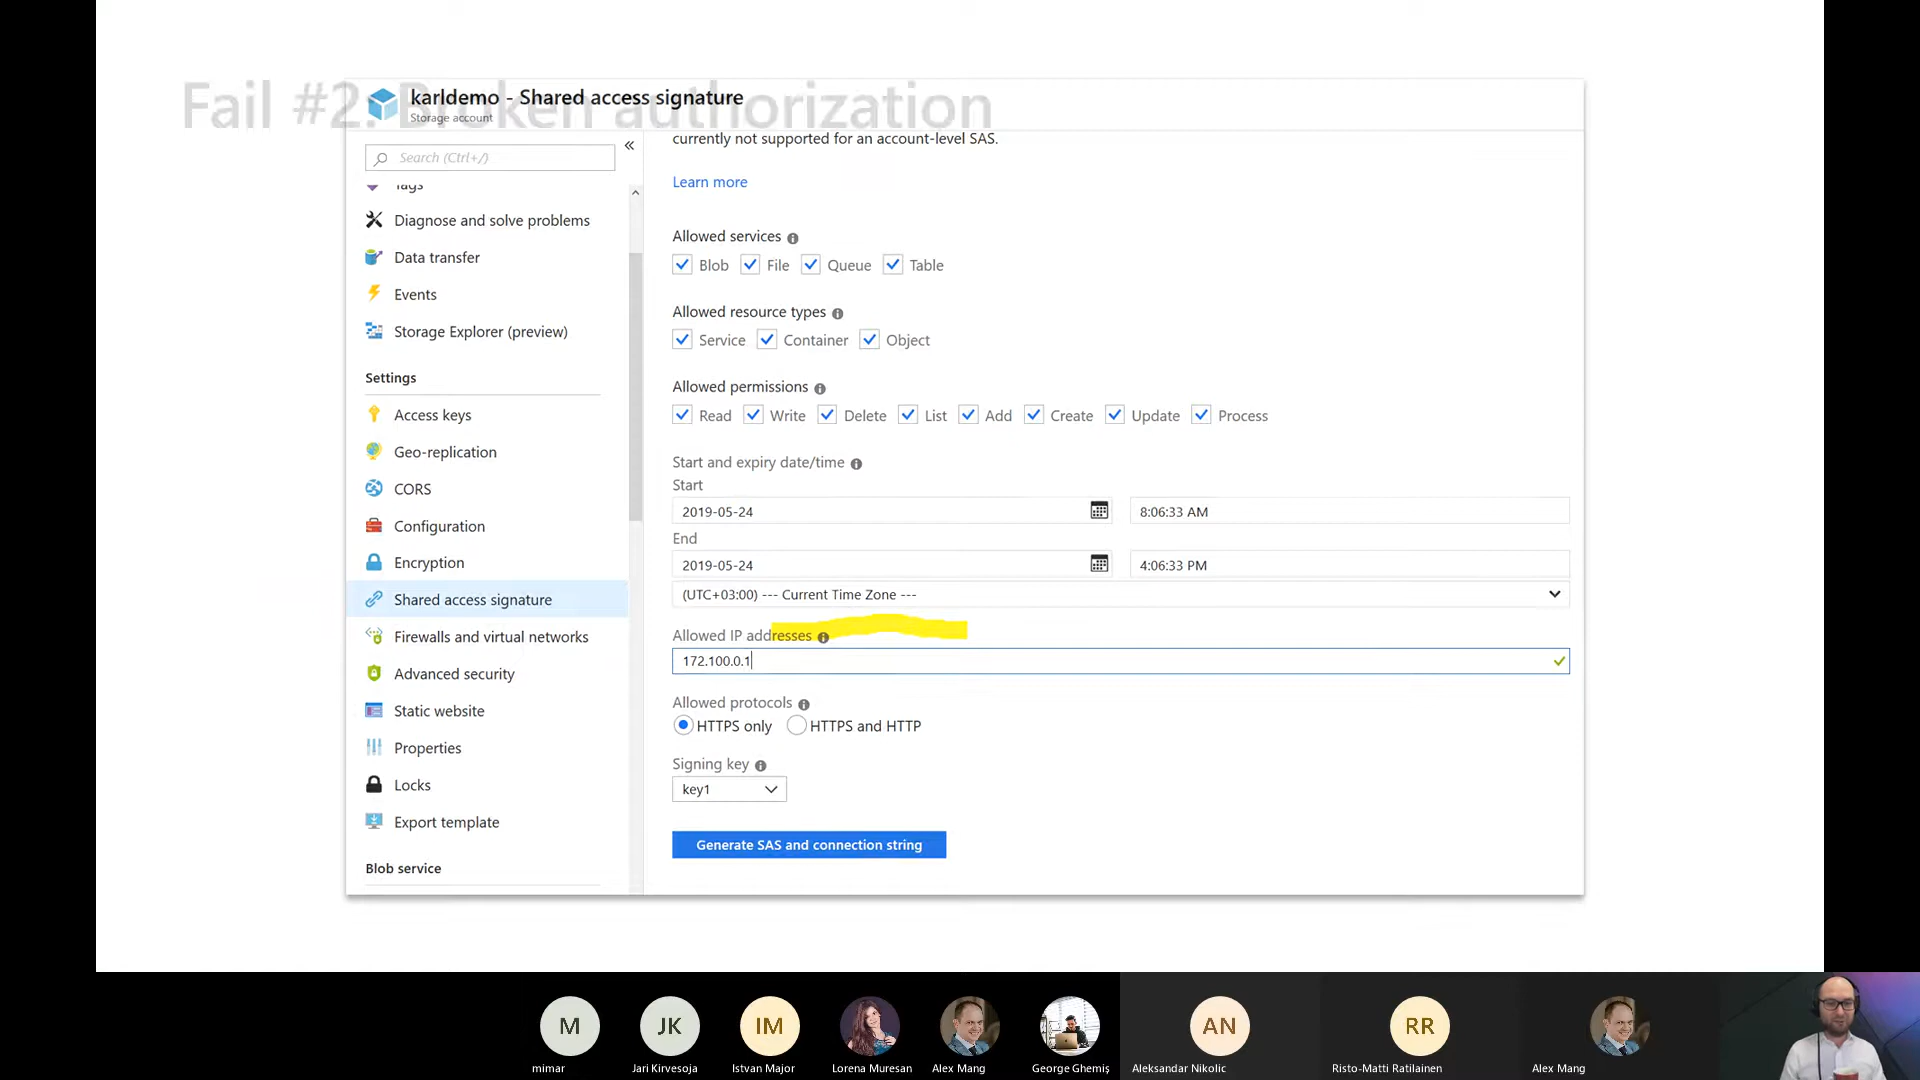 Fail #2: Broken authorization
karldemo - Shared access signature
Storage account
Search (Ctrl+/)
«
Tags
Diagnose and solve problems
Data transfer
Events
Storage Explorer (preview)
Settings
Access keys
Geo-replication
CORS
Configuration
Encryption
Shared access signature
Firewalls and virtual networks
Advanced security
Static website
Properties
Locks
Export template
Blob service
currently not supported for an account-level SAS.
Learn more
Allowed services
Blob File Queue Table
Allowed resource types
Service Container Object
Allowed permissions
Read Write Delete List Add Create Update Process
Start and expiry date/time
Start
2019-05-24 8:06:33 AM
End
2019-05-24 4:06:33 PM
(UTC+03:00) --- Current Time Zone ---
Allowed IP addresses
172.100.0.1
Allowed protocols
HTTPS only HTTPS and HTTP
Signing key
key1
Generate SAS and connection string
M JK IM AN RR
mimar Jari Kirvesoja Istvan Major Lorena Muresan Alex Mang George Ghemiș Aleksandar Nikolic Risto-Matti Ratilainen Alex Mang